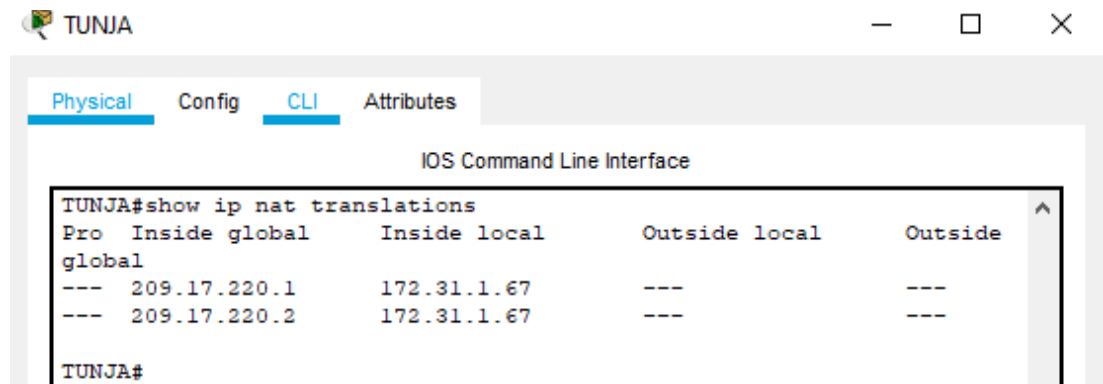 TUNJA
Physical Config CLI Attributes
IOS Command Line Interface
TUNJA#show ip nat translations
Pro  Inside global     Inside local       Outside local      Outside
global
---  209.17.220.1      172.31.1.67        ---                ---
---  209.17.220.2      172.31.1.67        ---                ---
TUNJA#